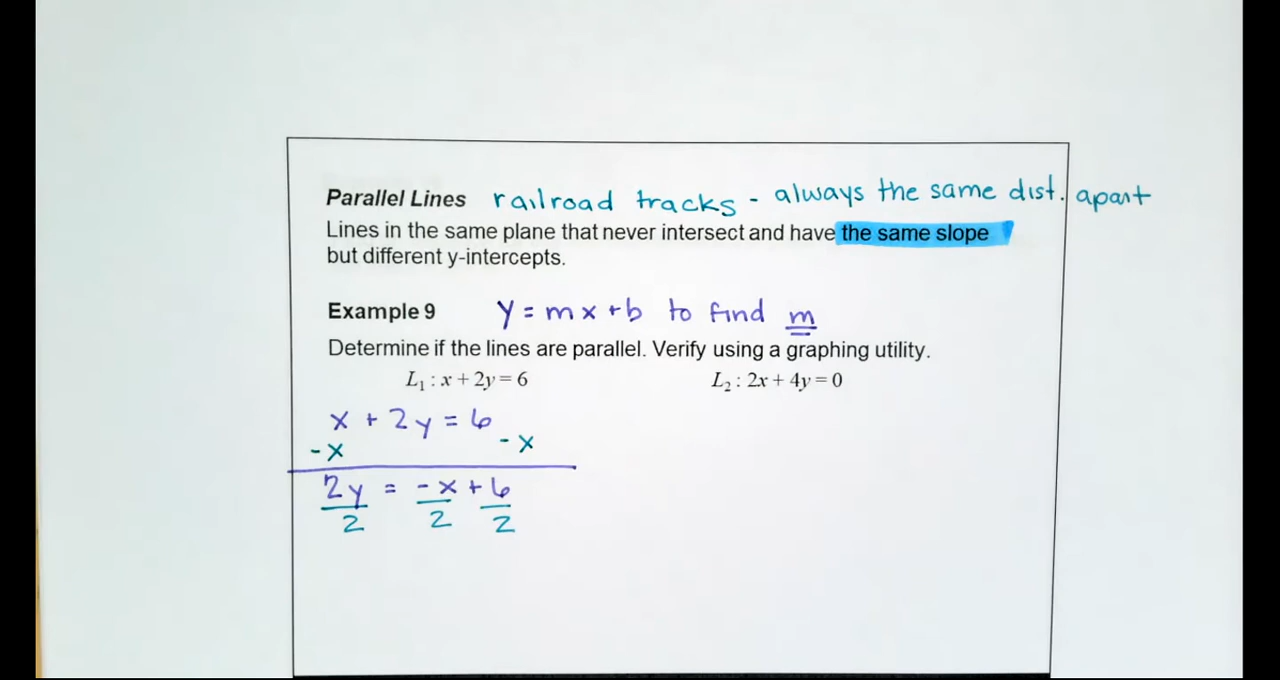 Parallel Lines railroad tracks - always the same dist. apart
Lines in the same plane that never intersect and have the same slope
but different y-intercepts.
Example 9 y = mx + b to find m
Determine if the lines are parallel. Verify using a graphing utility.
L₁ : x + 2y = 6 L₂ : 2x + 4y = 0
x + 2y = 6
-x -x
2y = -x + 6
2 2 2